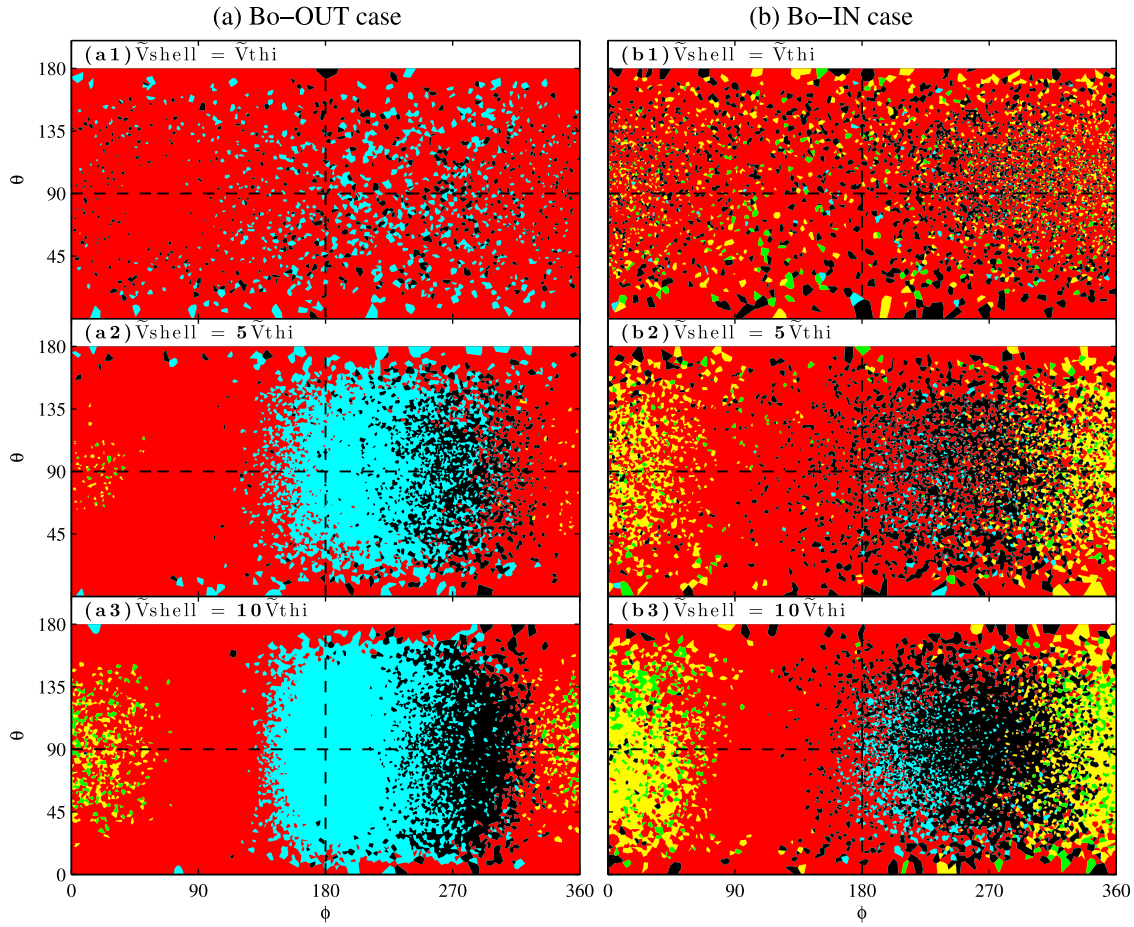 (a) Bo–OUT case
(b) Bo–IN case
(a1) Ṽshell = Ṽthi
(b1) Ṽshell = Ṽthi
180
135
90
45
θ
(a2) Ṽshell = 5Ṽthi
(b2) Ṽshell = 5Ṽthi
180
135
90
45
θ
(a3) Ṽshell = 10Ṽthi
(b3) Ṽshell = 10Ṽthi
180
135
90
45
0
θ
0 90 180 270 360
0 90 180 270 360
ϕ
ϕ